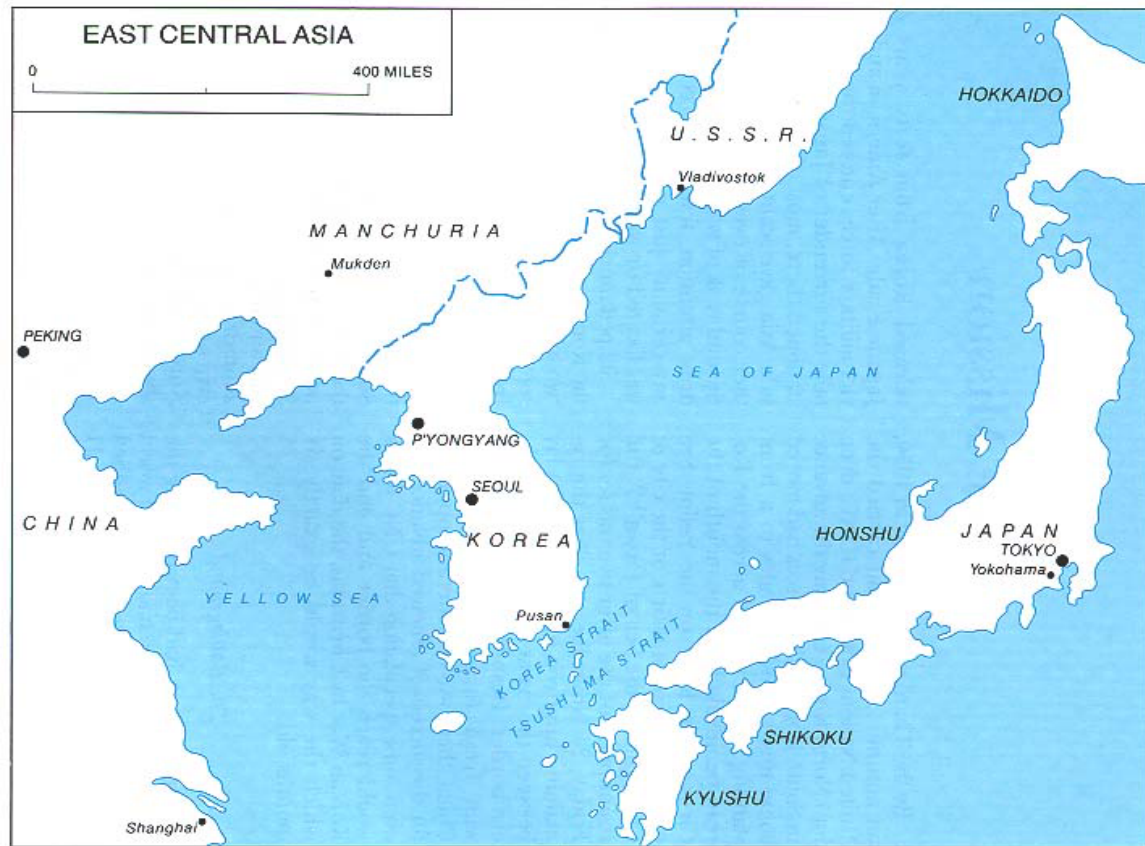 EAST CENTRAL ASIA
0 400 MILES
HOKKAIDO
U.S.S.R.
Vladivostok
MANCHURIA
Mukden
PEKING
SEA OF JAPAN
P'YONGYANG
SEOUL
CHINA
KOREA
HONSHU
JAPAN
TOKYO
Yokohama
YELLOW SEA
Pusan
KOREA STRAIT
TSUSHIMA STRAIT
SHIKOKU
KYUSHU
Shanghai